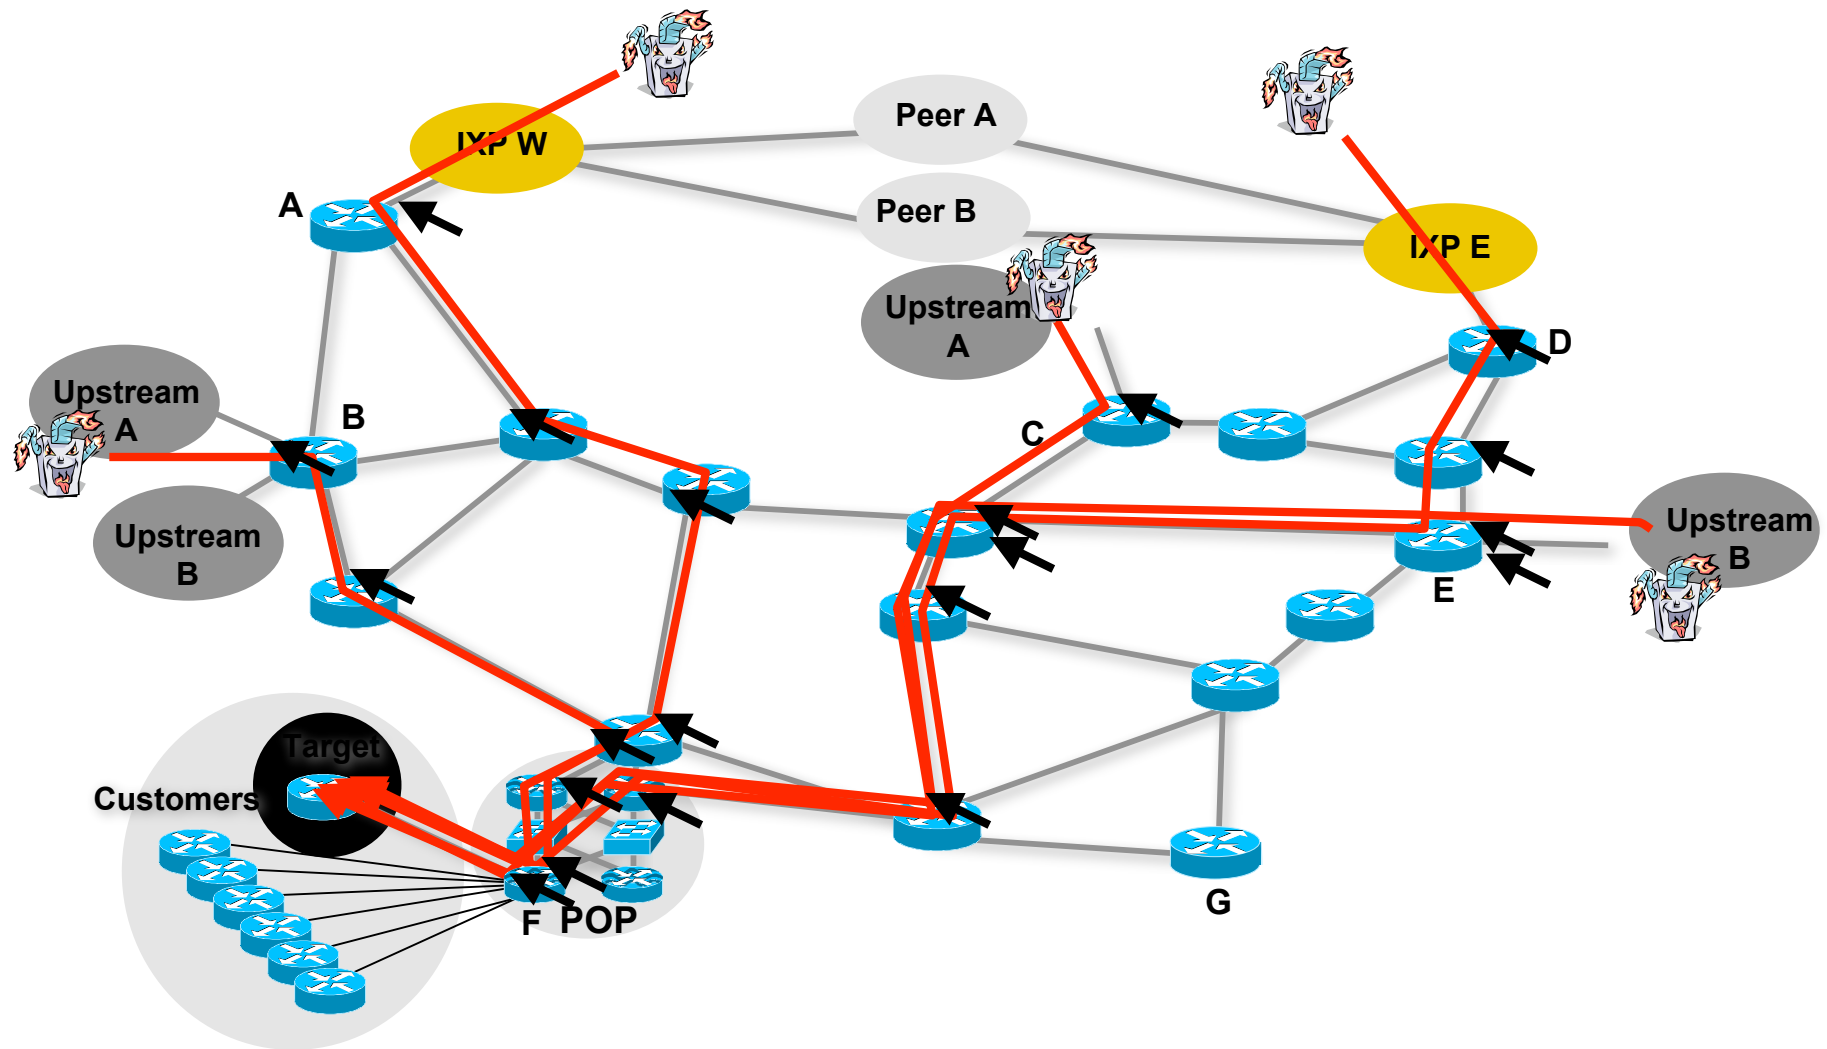 Peer A
IXP W
A
Peer B
IXP E
Upstream
A
D
Upstream
A
B
C
Upstream
B
Upstream
B
E
Target
Customers
G
F
POP